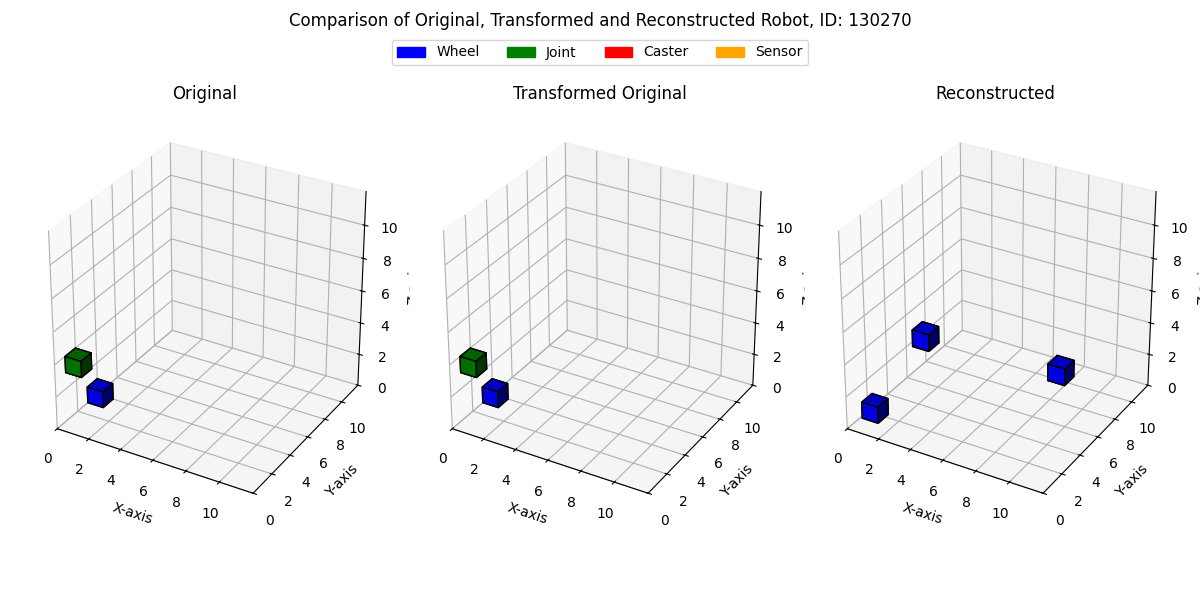 Comparison of Original, Transformed and Reconstructed Robot, ID: 130270
Wheel Joint Caster Sensor
Original Transformed Original Reconstructed
10 10 10
8 8 8
6 6 6
4 4 4
2 2 2
0 0 0
0 2 4 6 8 10 0 2 4 6 8 10 0 2 4 6 8 10
0 2 4 6 8 10 0 2 4 6 8 10 0 2 4 6 8 10
X-axis Y-axis X-axis Y-axis X-axis Y-axis